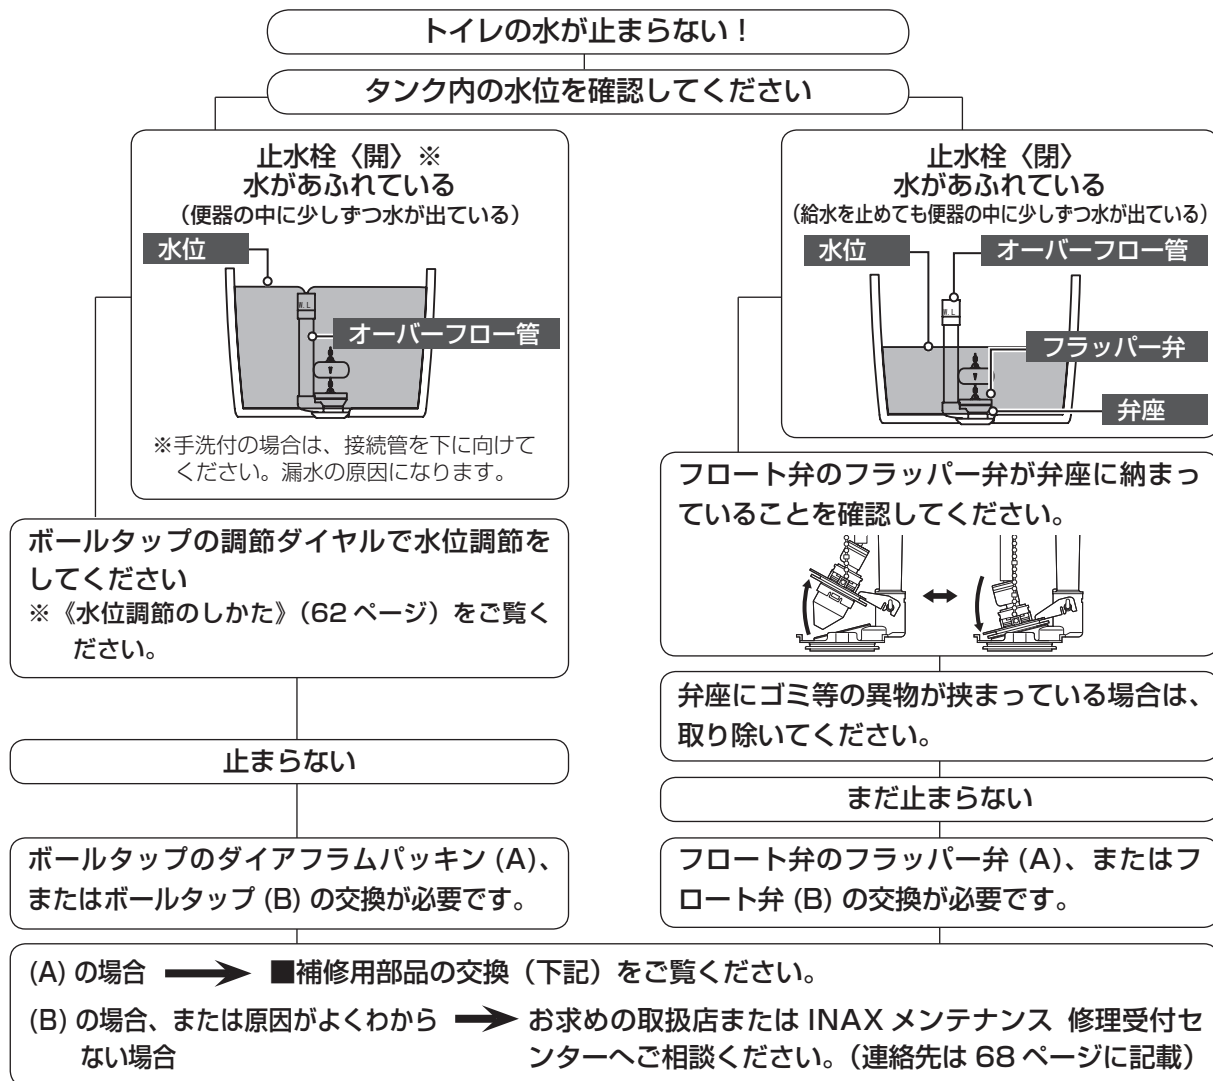 トイレの水が止まらない！
タンク内の水位を確認してください
止水栓〈開〉※
水があふれている
（便器の中に少しずつ水が出ている）
水位
W.L
オーバーフロー管
※手洗付の場合は、接続管を下に向けて
ください。漏水の原因になります。
ボールタップの調節ダイヤルで水位調節を
してください
※《水位調節のしかた》（62 ページ）をご覧く
ださい。
止まらない
ボールタップのダイアフラムパッキン (A)、
またはボールタップ (B) の交換が必要です。
止水栓〈閉〉
水があふれている
（給水を止めても便器の中に少しずつ水が出ている）
水位
オーバーフロー管
W.L
フラッパー弁
弁座
フロート弁のフラッパー弁が弁座に納まっ
ていることを確認してください。
弁座にゴミ等の異物が挟まっている場合は、
取り除いてください。
まだ止まらない
フロート弁のフラッパー弁 (A)、またはフ
ロート弁 (B) の交換が必要です。
(A) の場合 ➡ ■補修用部品の交換（下記）をご覧ください。
(B) の場合、または原因がよくわから ➡ お求めの取扱店または INAX メンテナンス 修理受付セ
ない場合 ンターへご相談ください。（連絡先は 68 ページに記載）